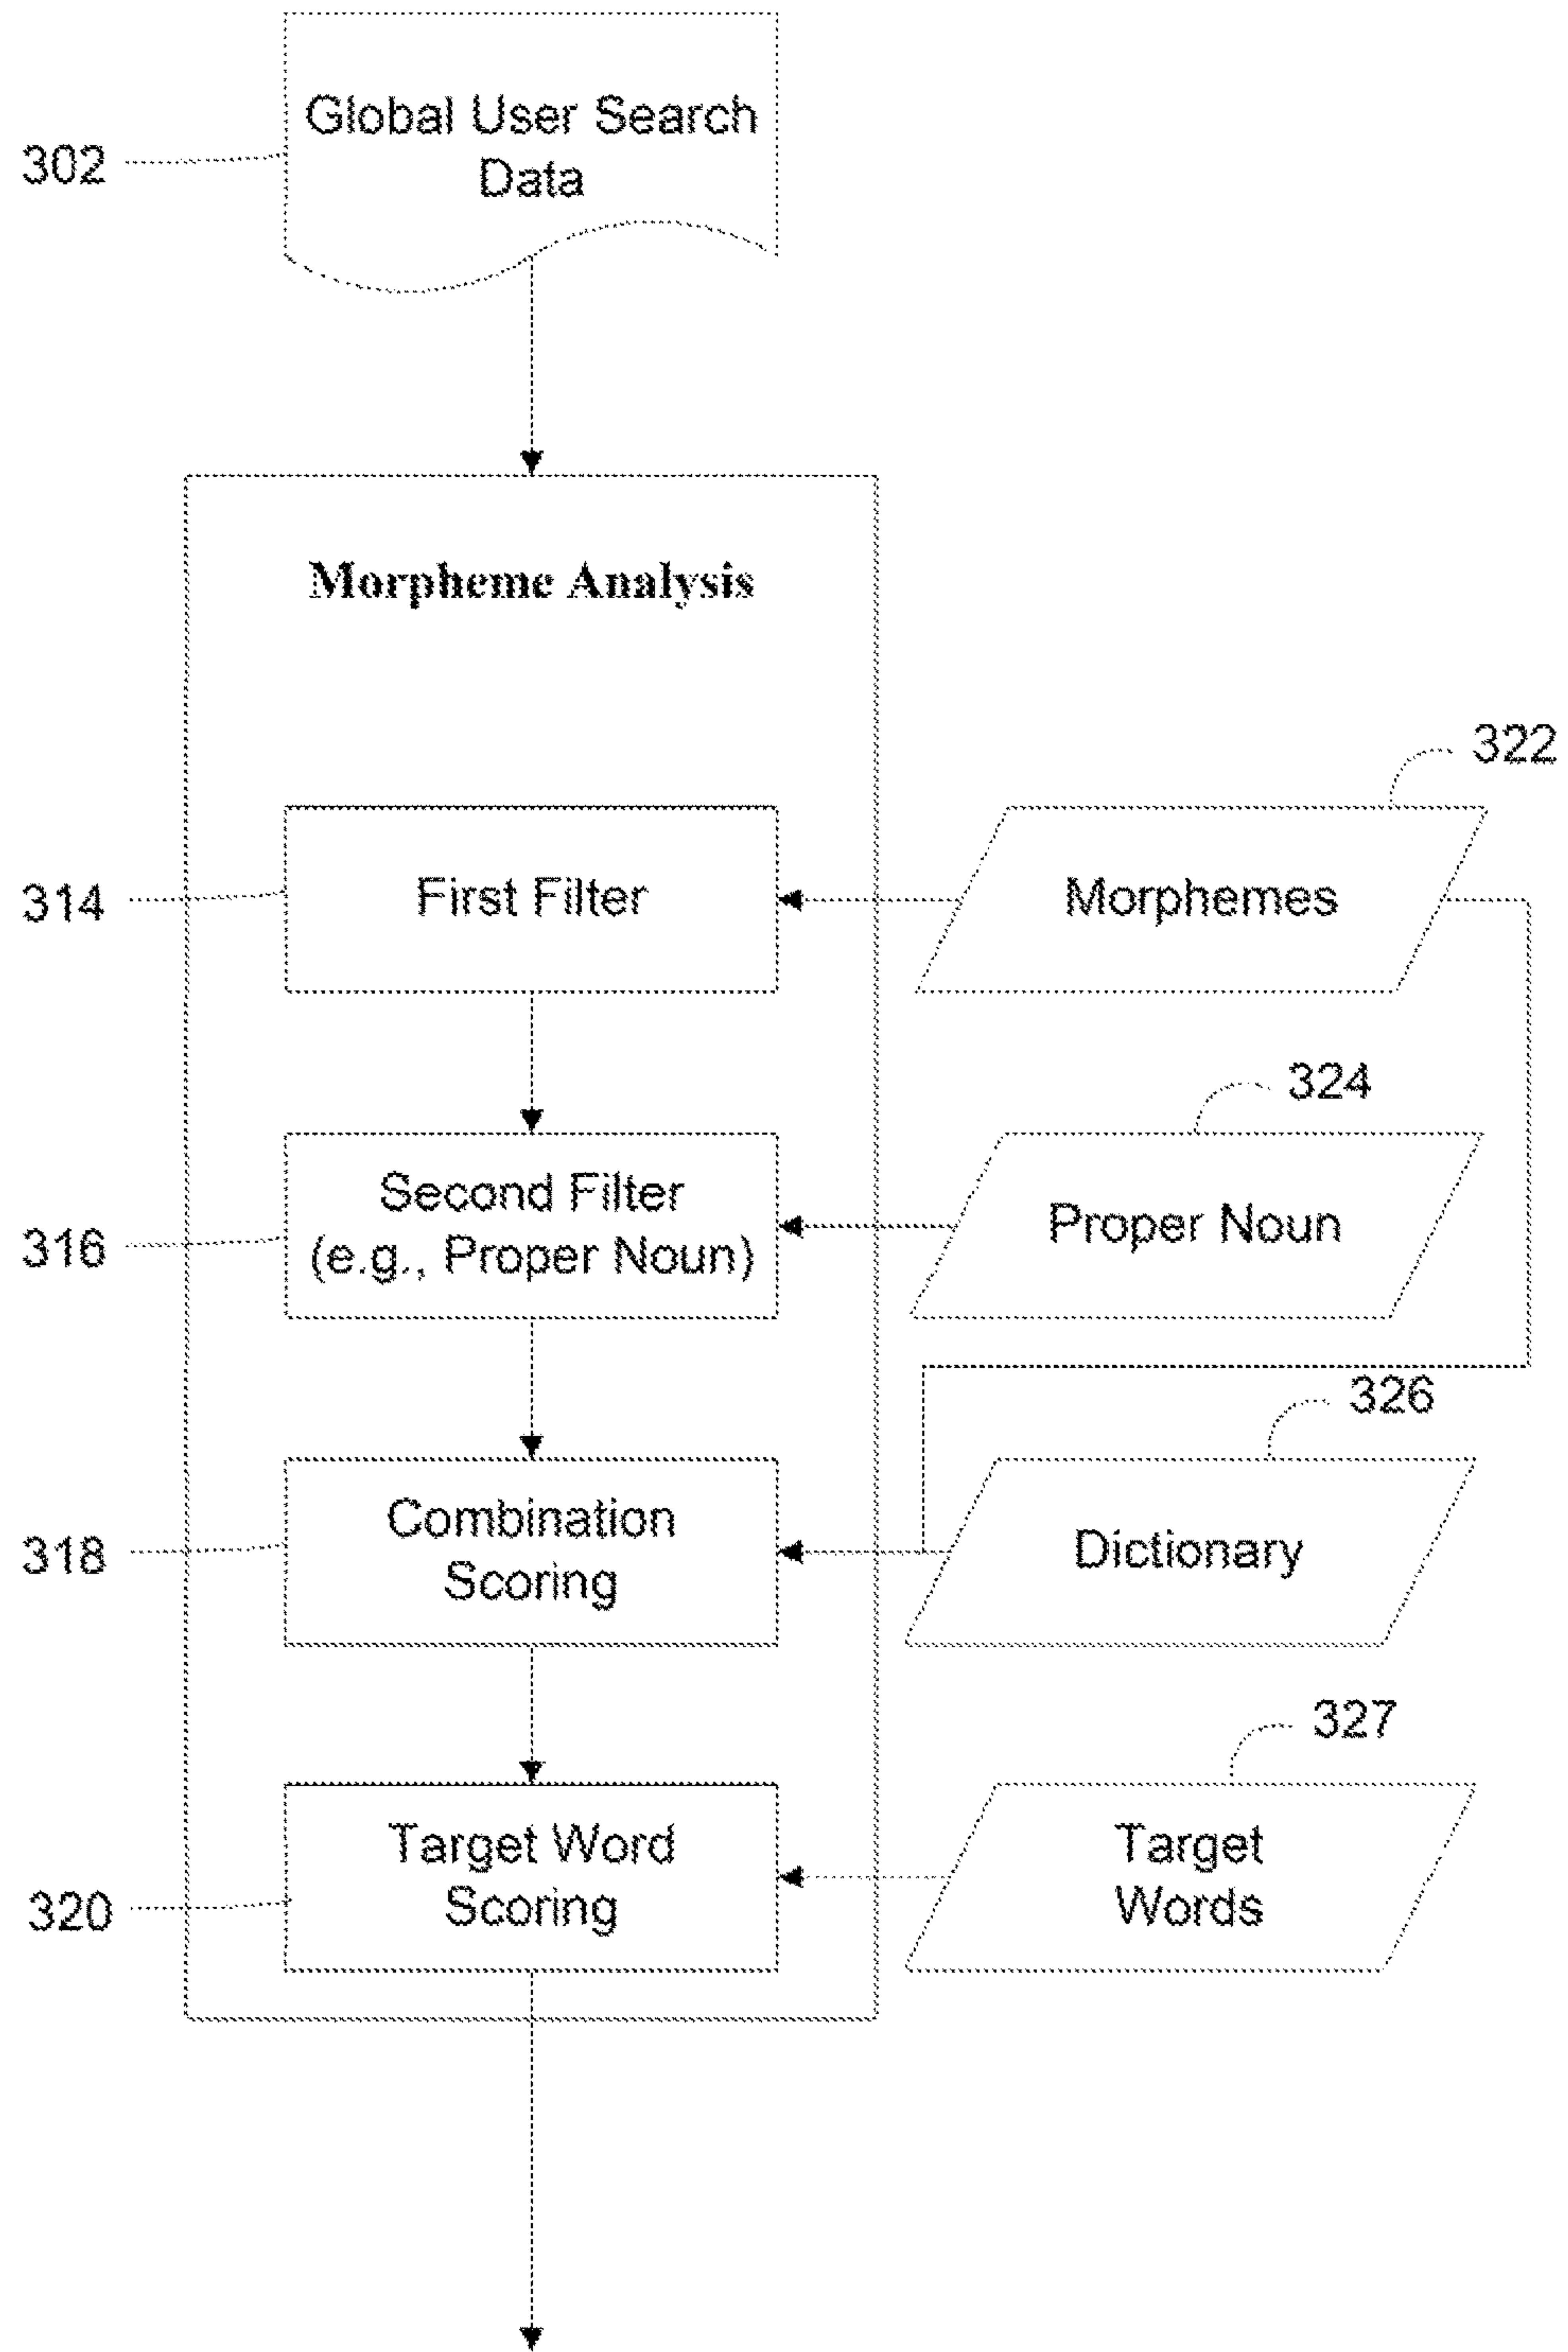 Global User Search
Data
302
Morpheme Analysis
322
314
First Filter
Morphemes
324
Second Filter
(e.g., Proper Noun)
316
Proper Noun
326
Combination
Scoring
318
Dictionary
327
Target Word
Scoring
320
Target
Words